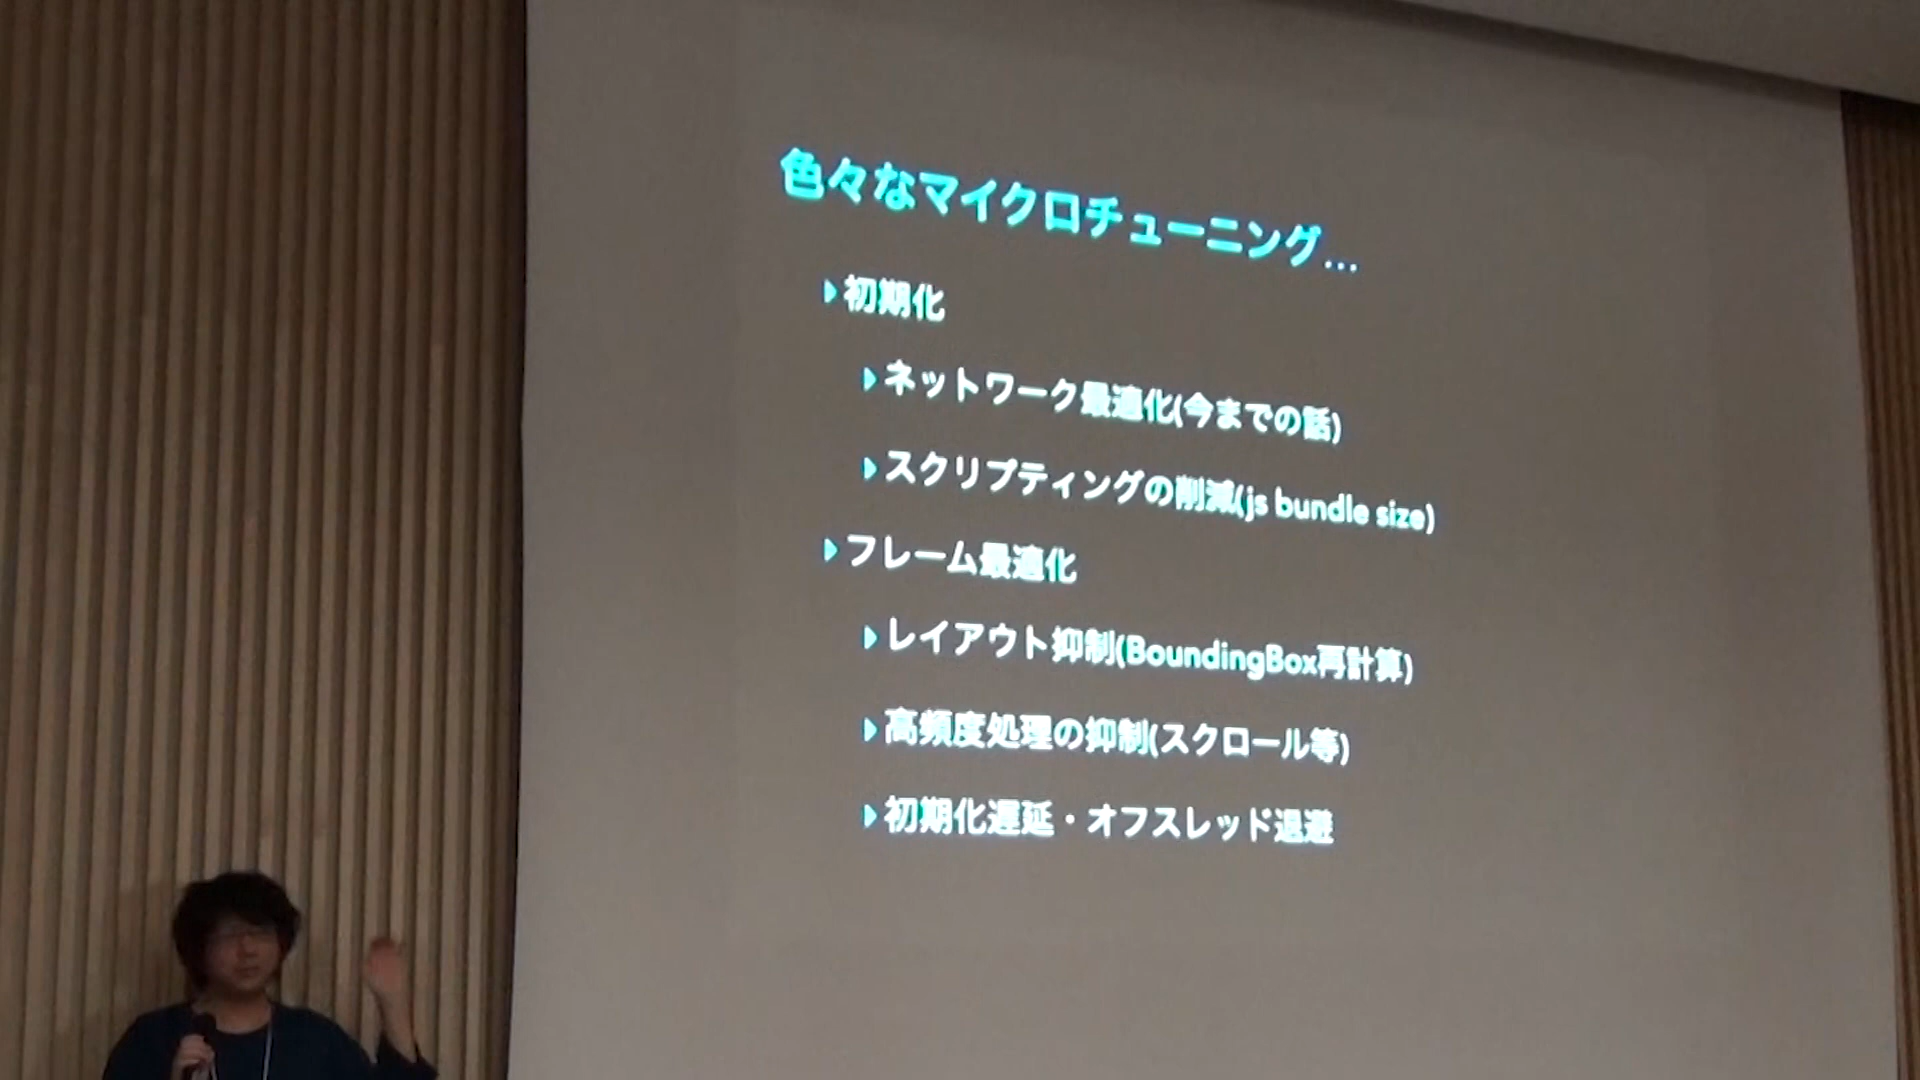 色々なマイクロチューニング...
初期化
ネットワーク最適化(今までの話)
スクリプティングの削減(js bundle size)
フレーム最適化
レイアウト抑制(BoundingBox再計算)
高頻度処理の抑制(スクロール等)
初期化遅延・オフスレッド退避